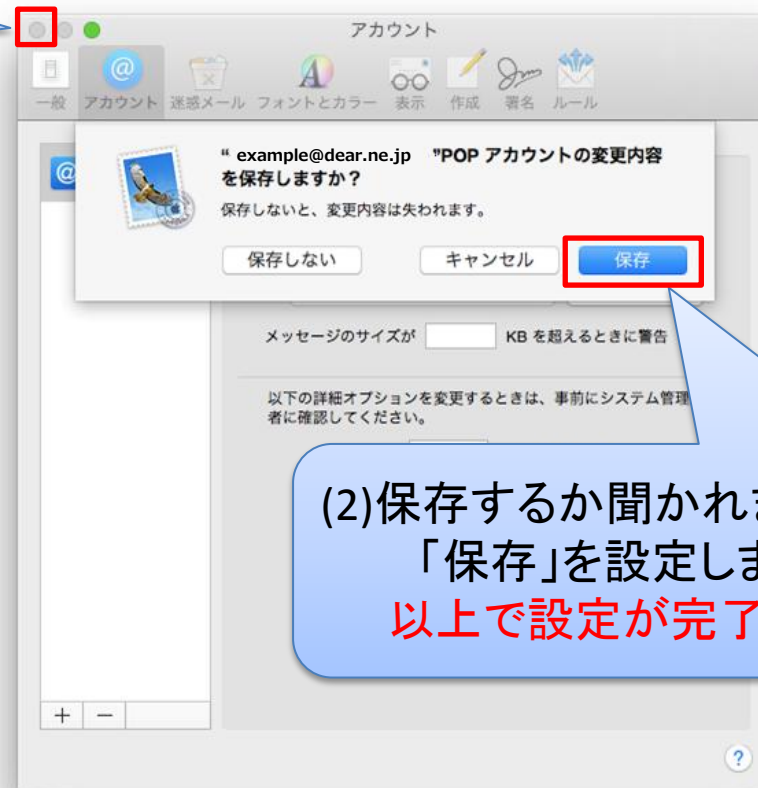 アカウント
一般 アカウント 迷惑メール フォントとカラー 表示 作成 署名 ルール
“ example@dear.ne.jp ”POP アカウントの変更内容
を保存しますか？
保存しないと、変更内容は失われます。
保存しない キャンセル 保存
メッセージのサイズが KB を超えるときに警告
以下の詳細オプションを変更するときは、事前にシステム管理
者に確認してください。
(2)保存するか聞かれま
「保存」を設定しま
以上で設定が完了